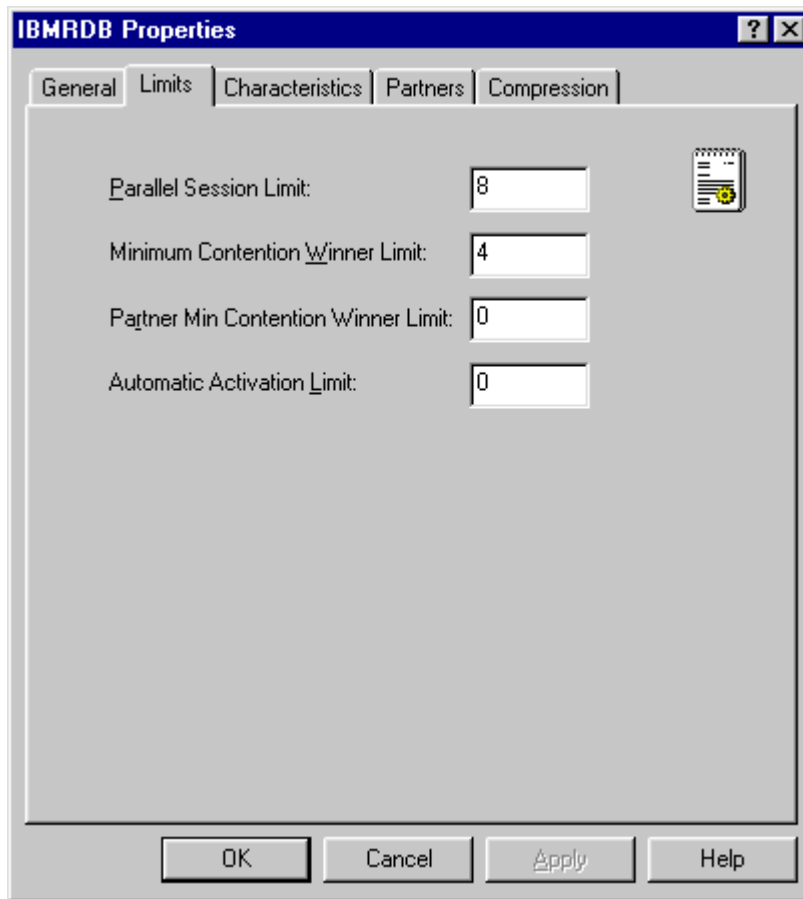 IBMRDB Properties
General Limits Characteristics Partners Compression
Parallel Session Limit: 8
Minimum Contention Winner Limit: 4
Partner Min Contention Winner Limit: 0
Automatic Activation Limit: 0
OK Cancel Apply Help